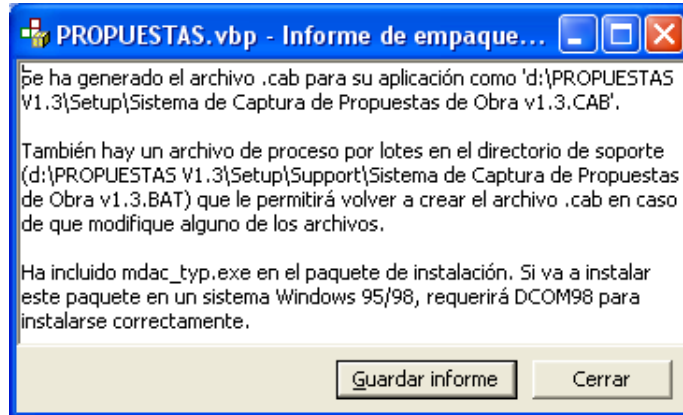 PROPUESTAS.vbp - Informe de empaque...
Se ha generado el archivo .cab para su aplicación como 'd:\PROPUESTAS
V1.3\Setup\Sistema de Captura de Propuestas de Obra v1.3.CAB'.
También hay un archivo de proceso por lotes en el directorio de soporte
(d:\PROPUESTAS V1.3\Setup\Support\Sistema de Captura de Propuestas
de Obra v1.3.BAT) que le permitirá volver a crear el archivo .cab en caso
de que modifique alguno de los archivos.
Ha incluido mdac_typ.exe en el paquete de instalación. Si va a instalar
este paquete en un sistema Windows 95/98, requerirá DCOM98 para
instalarse correctamente.
Guardar informe Cerrar